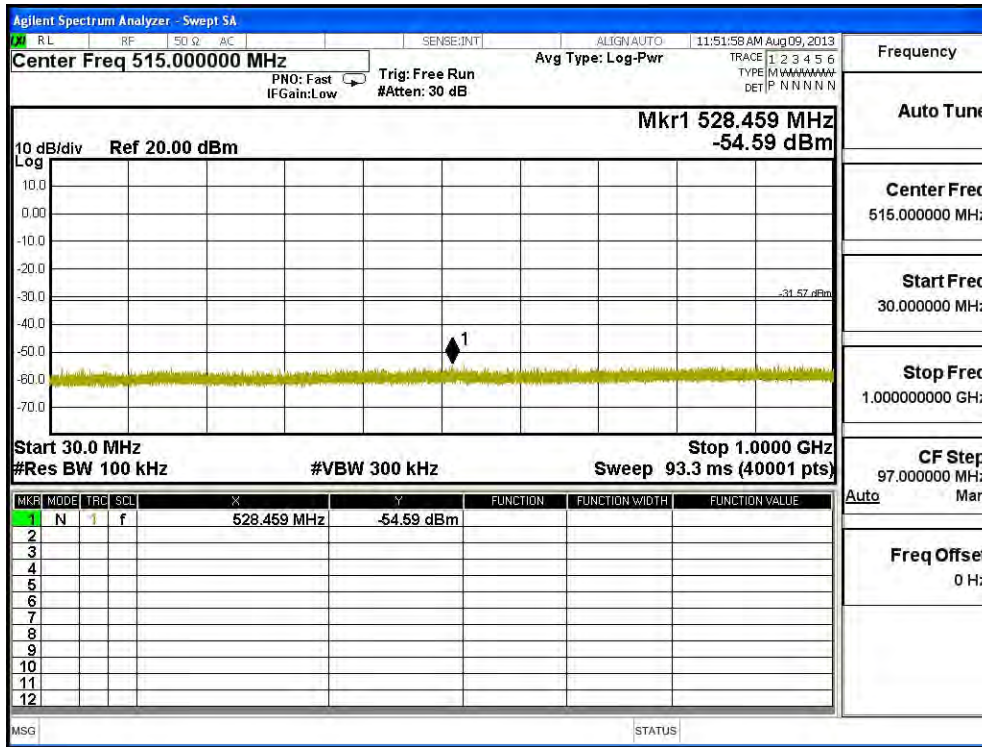 Agilent Spectrum Analyzer - Swept SA
RL RF 50 Ω AC SENSE:INT ALIGN AUTO 11:51:58 AM Aug 09, 2013
Center Freq 515.000000 MHz
PNO: Fast
IFGain:Low
Trig: Free Run
#Atten: 30 dB
Avg Type: Log-Pwr
TRACE 1 2 3 4 5 6
TYPE M
DET P N N N N N
Mkr1 528.459 MHz
-54.59 dBm
10 dB/div Ref 20.00 dBm
Log
10.0
0.00
-10.0
-20.0
-30.0
-31.57 dBm
-40.0
1
-50.0
-60.0
-70.0
Start 30.0 MHz Stop 1.0000 GHz
#Res BW 100 kHz #VBW 300 kHz Sweep 93.3 ms (40001 pts)
MKR MODE TRC SCL X Y FUNCTION FUNCTION WIDTH FUNCTION VALUE
1 N 1 f 528.459 MHz -54.59 dBm
2
3
4
5
6
7
8
9
10
11
12
MSG STATUS
Frequency
Auto Tune
Center Freq
515.000000 MHz
Start Freq
30.000000 MHz
Stop Freq
1.000000000 GHz
CF Step
97.000000 MHz
Auto Man
Freq Offset
0 Hz